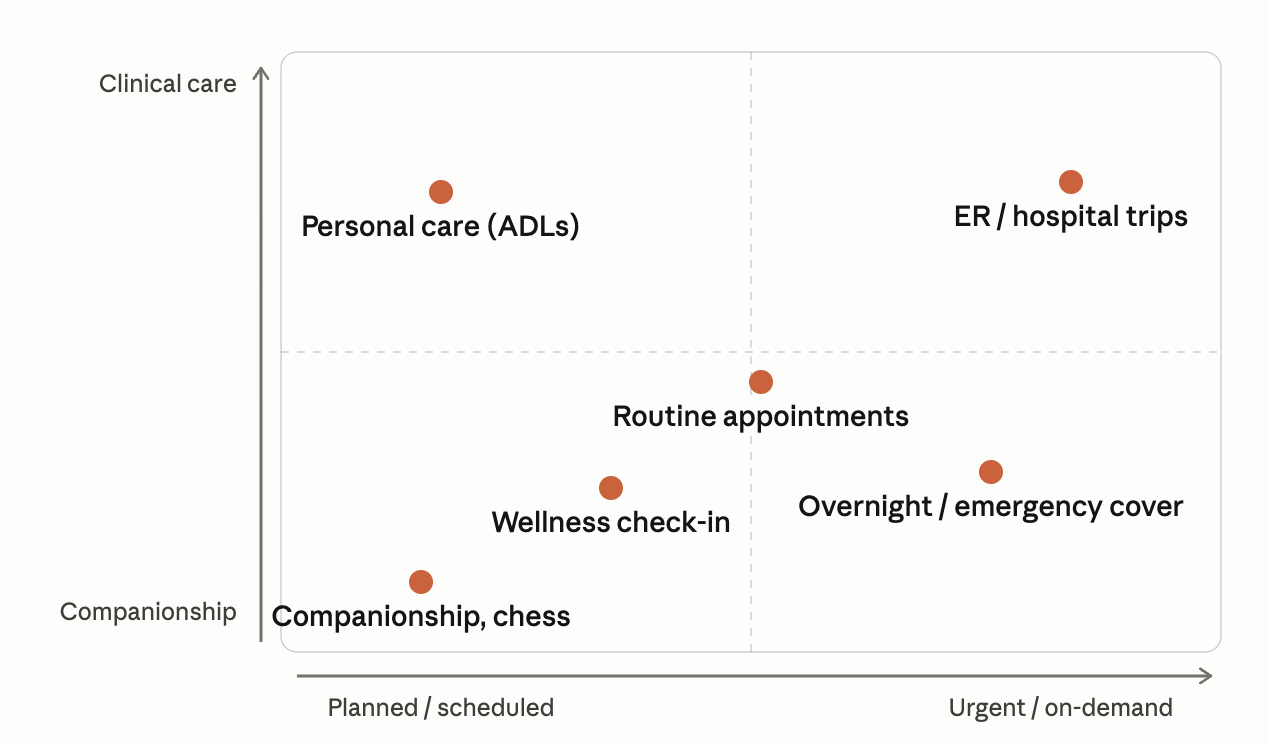 Clinical care
Personal care (ADLs)
ER / hospital trips
Routine appointments
Overnight / emergency cover
Wellness check-in
Companionship
Companionship, chess
Planned / scheduled
Urgent / on-demand